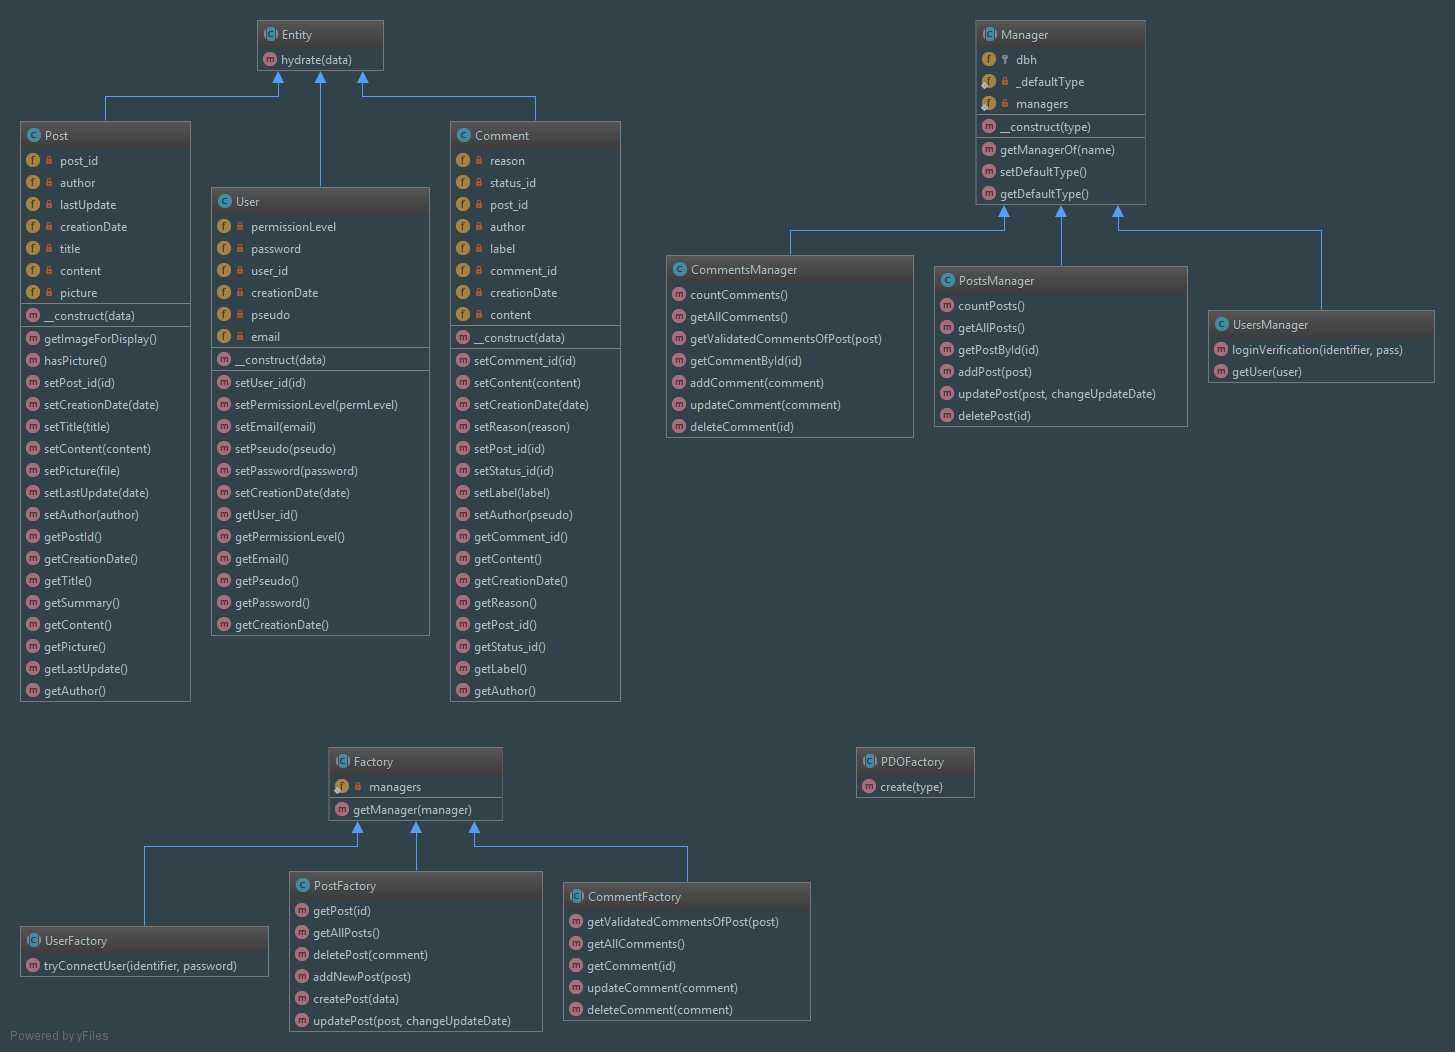 Entity
hydrate(data)
Post
post_id
author
lastUpdate
creationDate
title
content
picture
__construct(data)
getImageForDisplay()
hasPicture()
setPost_id(id)
setCreationDate(date)
setTitle(title)
setContent(content)
setPicture(file)
setLastUpdate(date)
setAuthor(author)
getPostId()
getCreationDate()
getTitle()
getSummary()
getContent()
getPicture()
getLastUpdate()
getAuthor()
User
permissionLevel
password
user_id
creationDate
pseudo
email
__construct(data)
setUser_id(id)
setPermissionLevel(permLevel)
setEmail(email)
setPseudo(pseudo)
setPassword(password)
setCreationDate(date)
getUser_id()
getPermissionLevel()
getEmail()
getPseudo()
getPassword()
getCreationDate()
Comment
reason
status_id
post_id
author
label
comment_id
creationDate
content
__construct(data)
setComment_id(id)
setContent(content)
setCreationDate(date)
setReason(reason)
setPost_id(id)
setStatus_id(id)
setLabel(label)
setAuthor(pseudo)
getComment_id()
getContent()
getCreationDate()
getReason()
getPost_id()
getStatus_id()
getLabel()
getAuthor()
Manager
dbh
_defaultType
managers
__construct(type)
getManagerOf(name)
setDefaultType()
getDefaultType()
CommentsManager
countComments()
getAllComments()
getValidatedCommentsOfPost(post)
getCommentById(id)
addComment(comment)
updateComment(comment)
deleteComment(id)
PostsManager
countPosts()
getAllPosts()
getPostById(id)
addPost(post)
updatePost(post, changeUpdateDate)
deletePost(id)
UsersManager
loginVerification(identifier, pass)
getUser(user)
Factory
managers
getManager(manager)
PDOFactory
create(type)
UserFactory
tryConnectUser(identifier, password)
PostFactory
getPost(id)
getAllPosts()
deletePost(comment)
addNewPost(post)
createPost(data)
updatePost(post, changeUpdateDate)
CommentFactory
getValidatedCommentsOfPost(post)
getAllComments()
getComment(id)
updateComment(comment)
deleteComment(comment)
Powered by yFiles